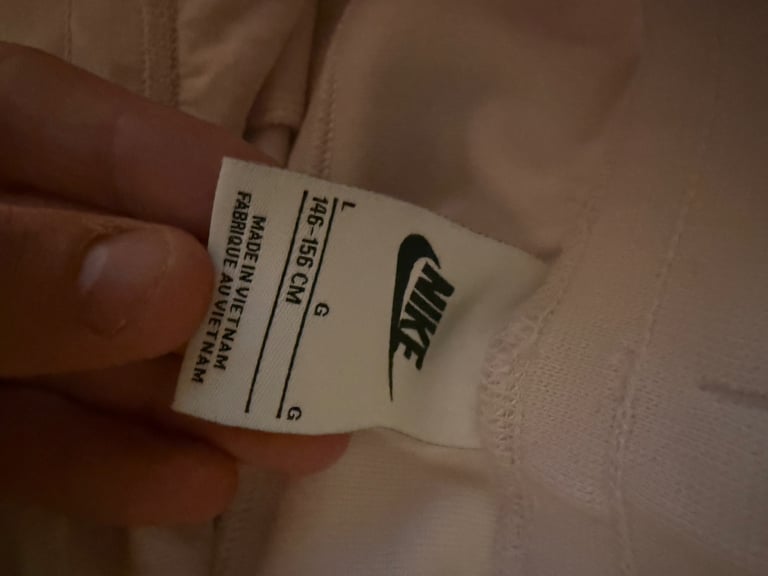 NIKE
L G G
146-156 CM
MADE IN VIETNAM
FABRIQUE AU VIETNAM